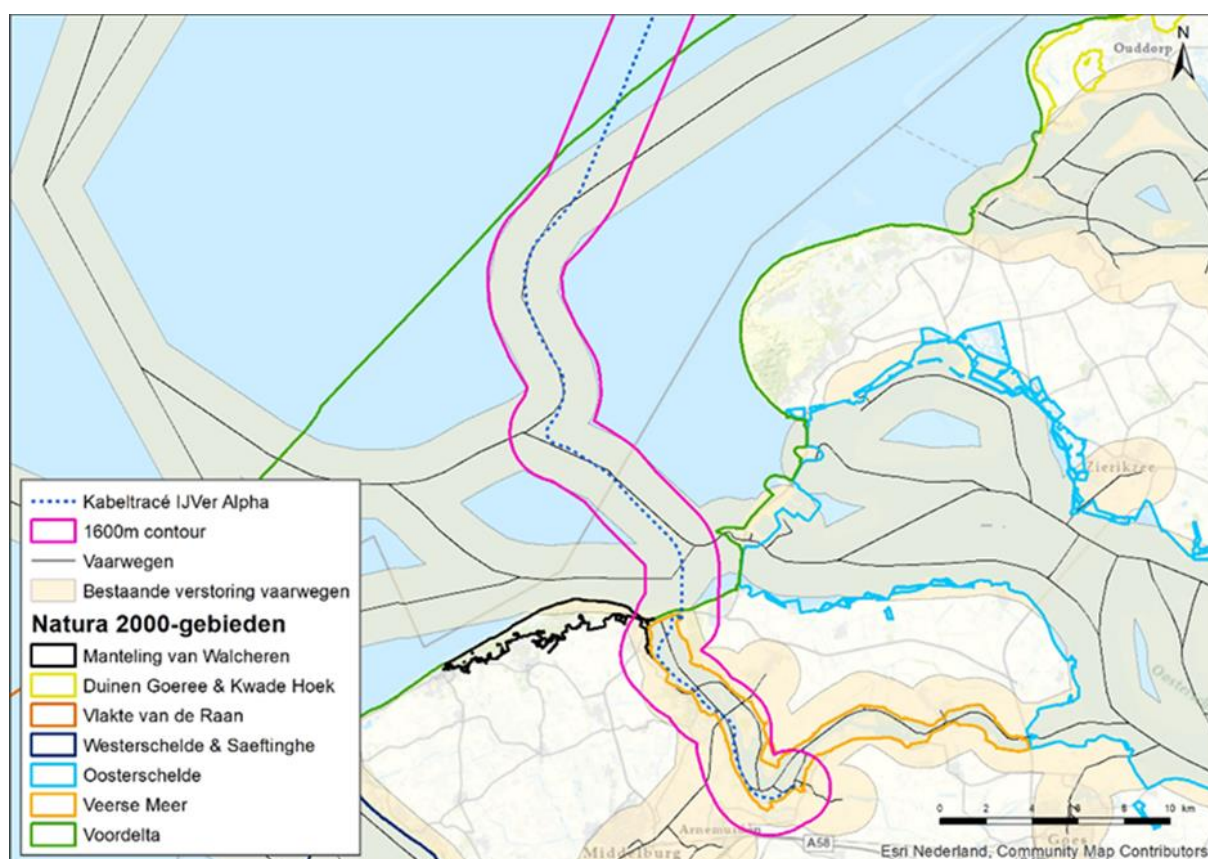 N
Ouddorp
Zierikzee
Kabeltracé IJVer Alpha
1600m contour
Vaarwegen
Bestaande verstoring vaarwegen
Natura 2000-gebieden
Manteling van Walcheren
Duinen Goeree & Kwade Hoek
Vlakte van de Raan
Westerschelde & Saeftinghe
Oosterschelde
Veerse Meer
Voordelta
0 2 4 6 8 10 km
Arnemuiden
A58
Goes
Middelburg
Esri Nederland, Community Map Contributors